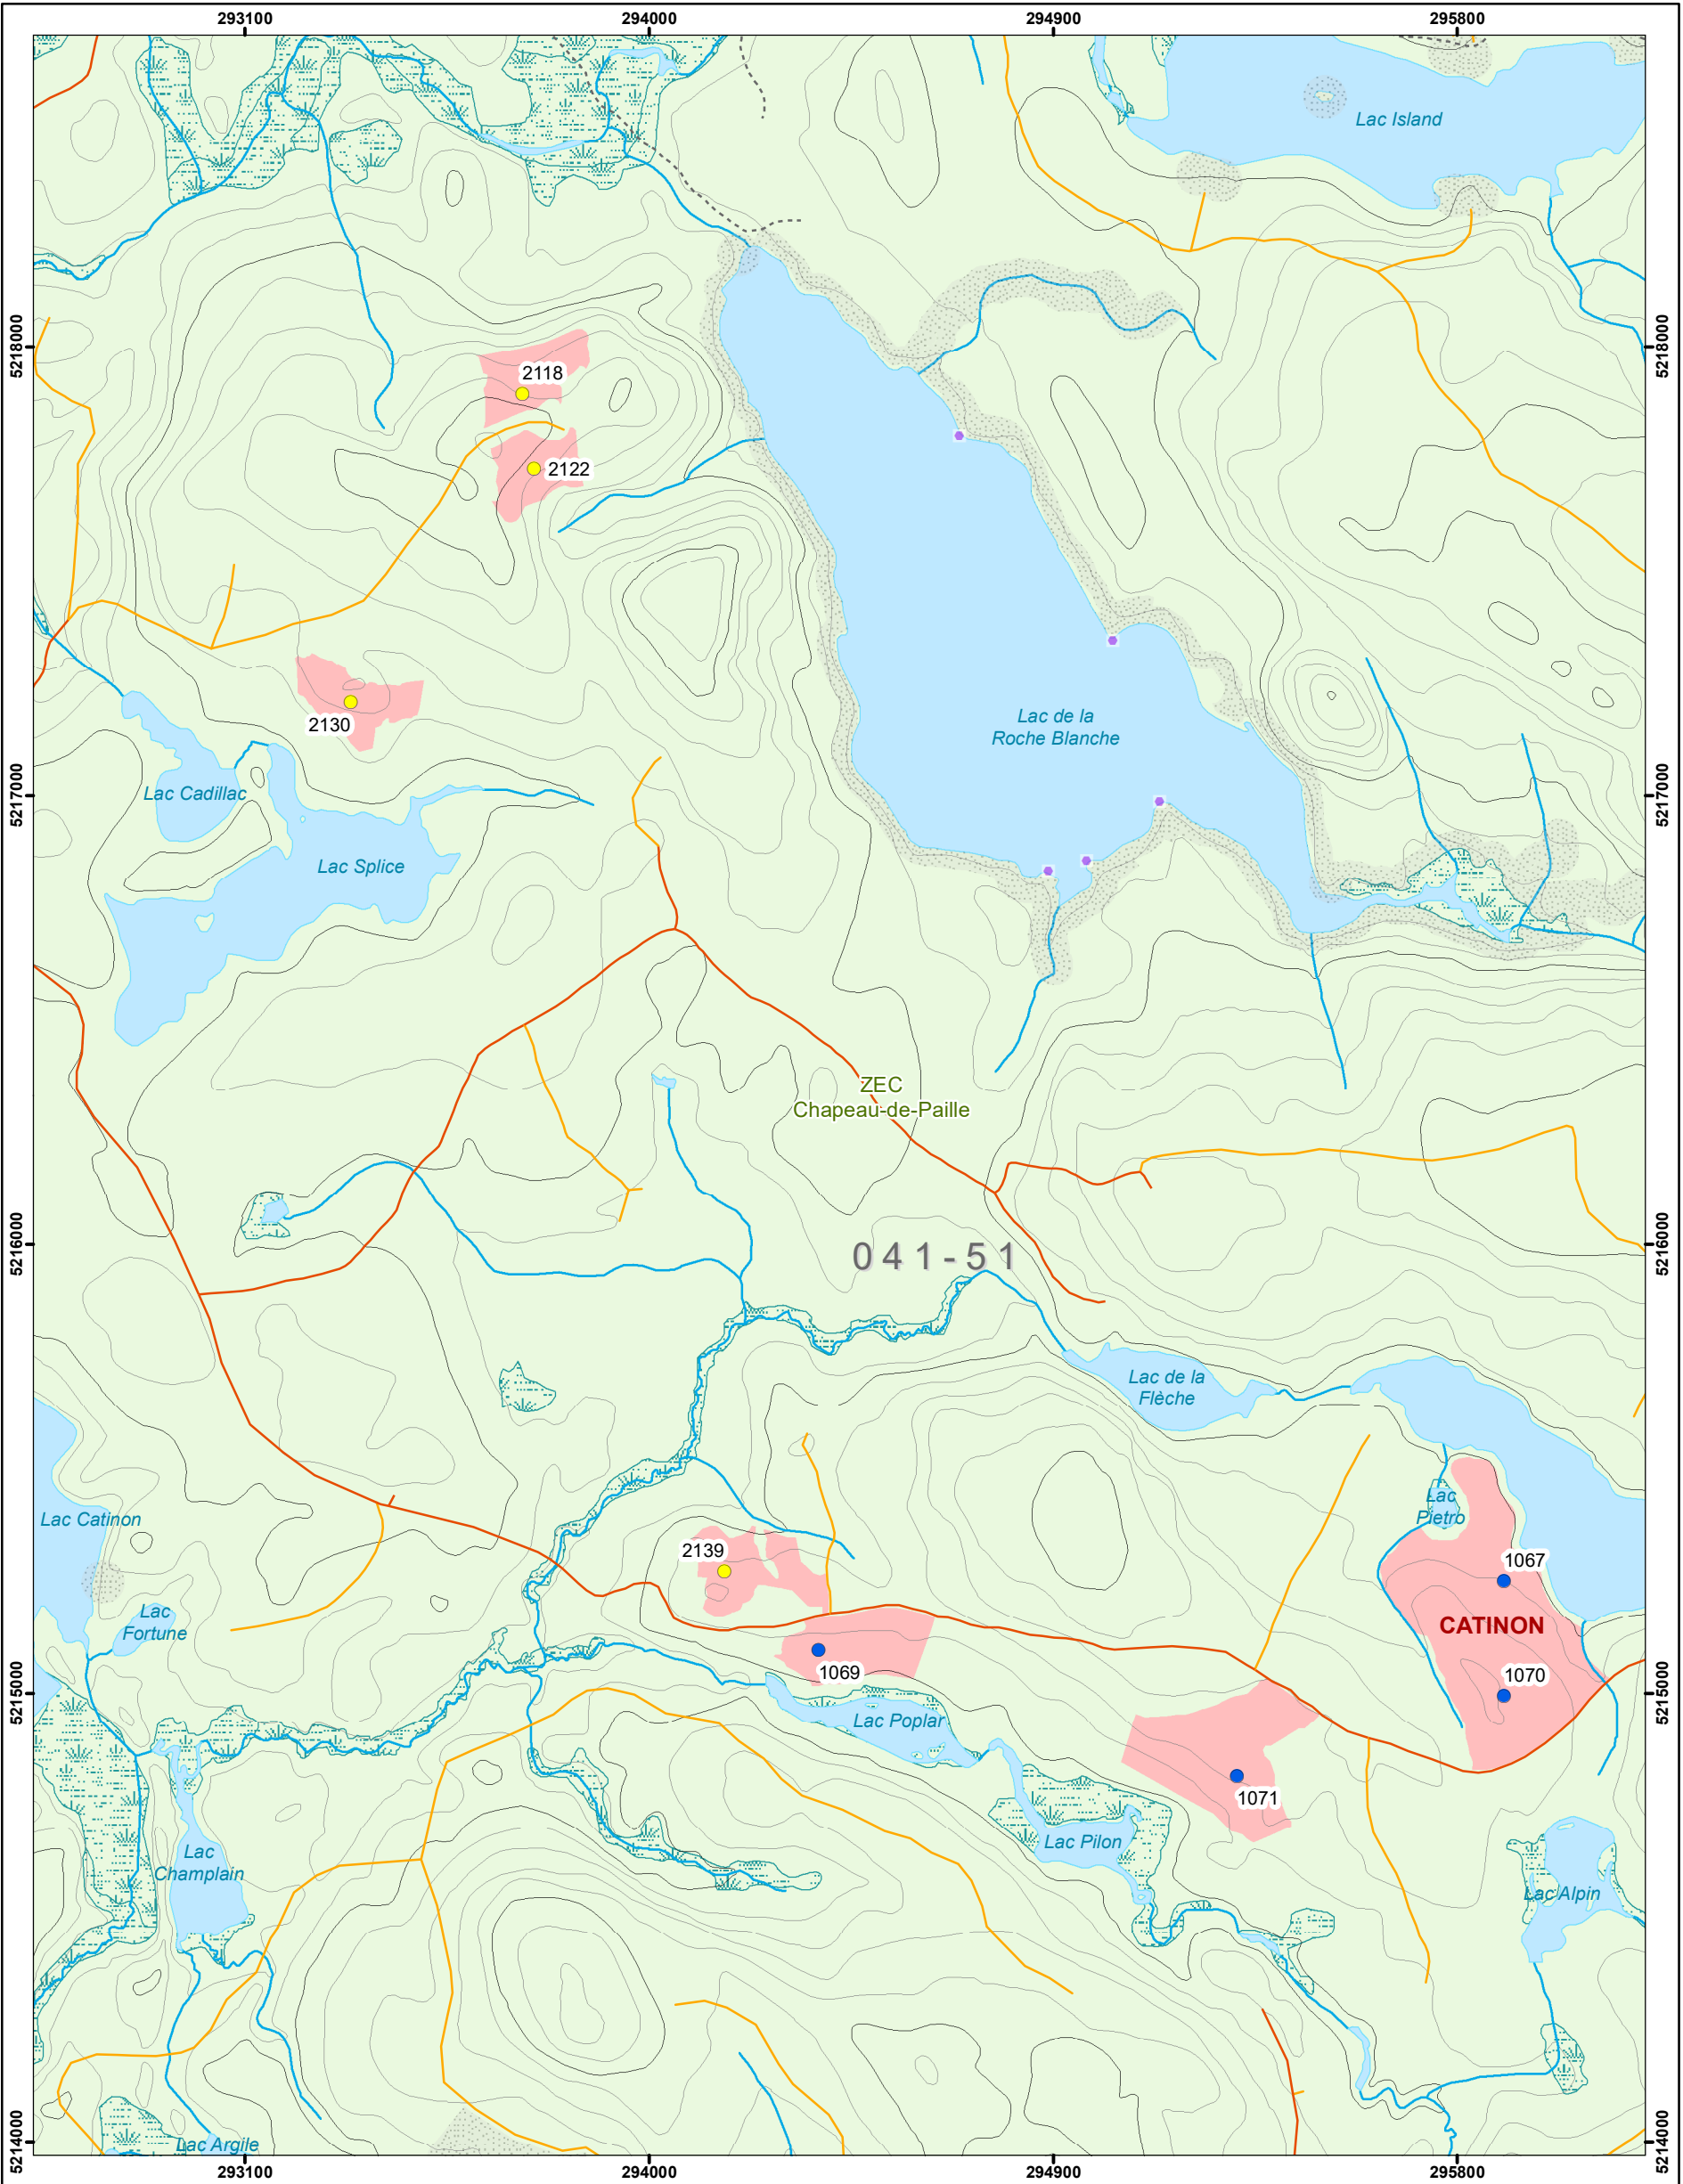 293100
294000
294900
295800
Lac Island
5218000
5218000
2118
2122
2130
Lac de la
Roche Blanche
5217000
5217000
Lac Cadillac
Lac Splice
ZEC
Chapeau-de-Paille
5216000
041-51
5216000
Lac de la
Flèche
Lac Catinon
Lac
Pietro
2139
1067
Lac
Fortune
CATINON
1069
1070
5215000
5215000
Lac Poplar
1071
Lac Pilon
Lac
Champlain
Lac Alpin
5214000
5214000
Lac Argile
293100
294000
294900
295800